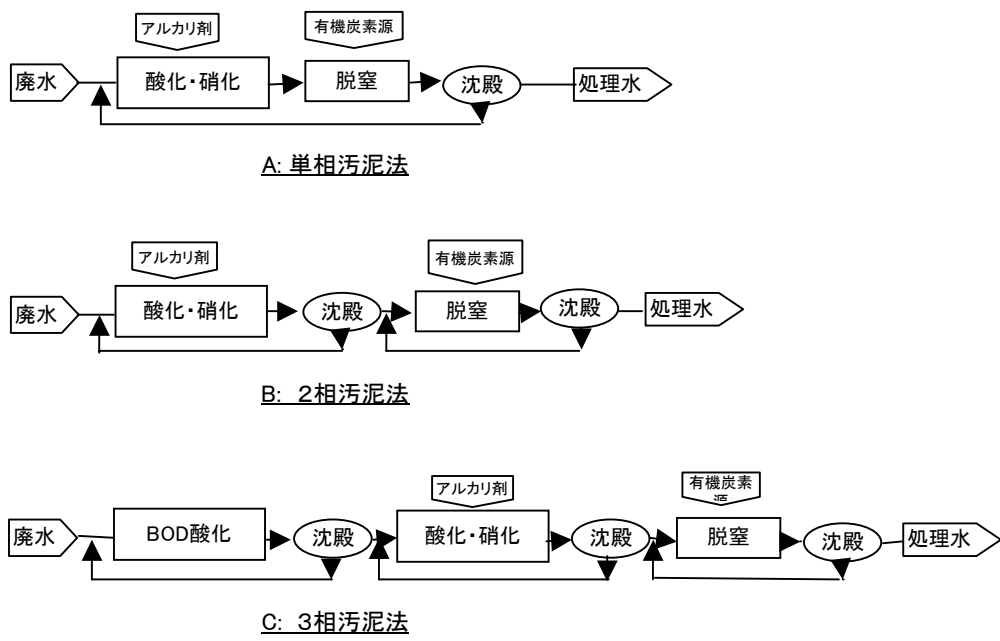 アルカリ剤
有機炭素源
廃水
酸化・硝化
脱窒
沈殿
処理水
A: 単相汚泥法
アルカリ剤
有機炭素源
廃水
酸化・硝化
沈殿
脱窒
沈殿
処理水
B: 2相汚泥法
アルカリ剤
有機炭素
源
廃水
BOD酸化
沈殿
酸化・硝化
沈殿
脱窒
沈殿
処理水
C: 3相汚泥法